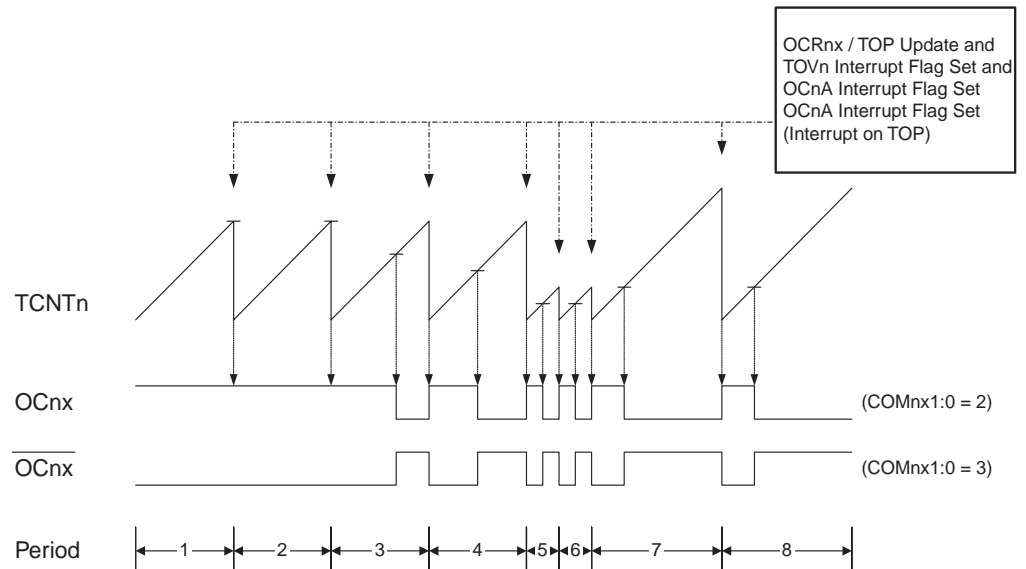 OCRnx / TOP Update and
TOVn Interrupt Flag Set and
OCnA Interrupt Flag Set
OCnA Interrupt Flag Set
(Interrupt on TOP)
TCNTn
OCnx
(COMnx1:0 = 2)
OCnx
(COMnx1:0 = 3)
Period
1 2 3 4 5 6 7 8